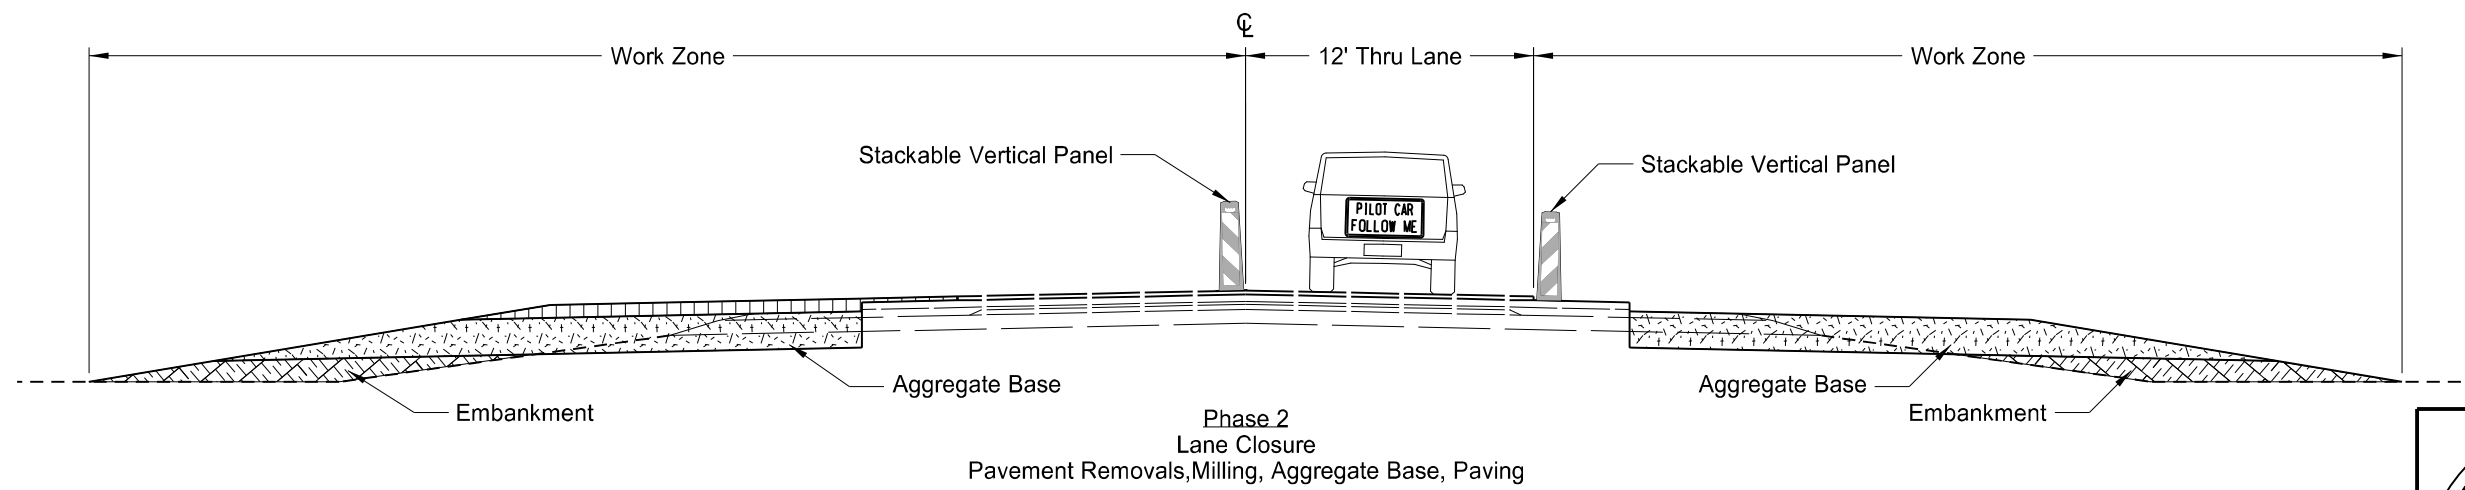 ℄
Work Zone
12' Thru Lane
Work Zone
Stackable Vertical Panel
Stackable Vertical Panel
PILOT CAR
FOLLOW ME
Aggregate Base
Aggregate Base
Embankment
Embankment
Phase 2
Lane Closure
Pavement Removals,Milling, Aggregate Base, Paving